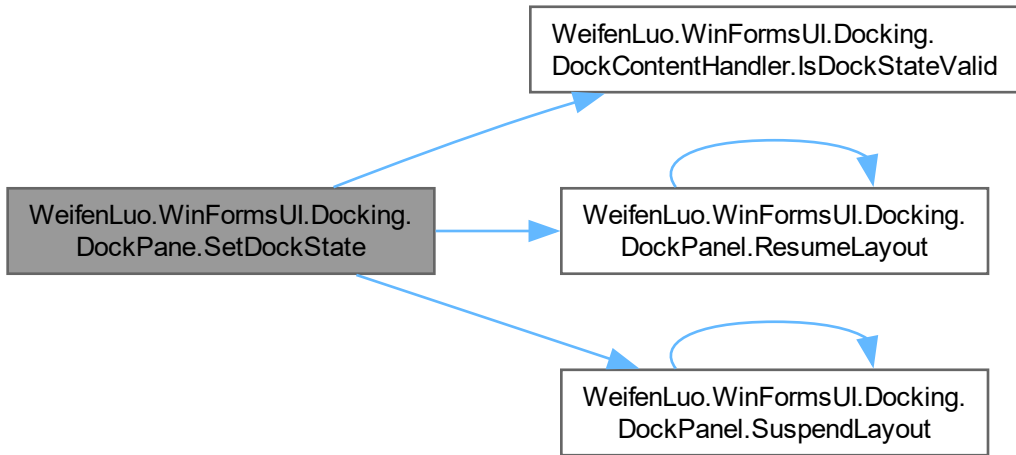 WeifenLuo.WinFormsUI.Docking.
DockContentHandler.IsDockStateValid
WeifenLuo.WinFormsUI.Docking.
DockPane.SetDockState
WeifenLuo.WinFormsUI.Docking.
DockPanel.ResumeLayout
WeifenLuo.WinFormsUI.Docking.
DockPanel.SuspendLayout